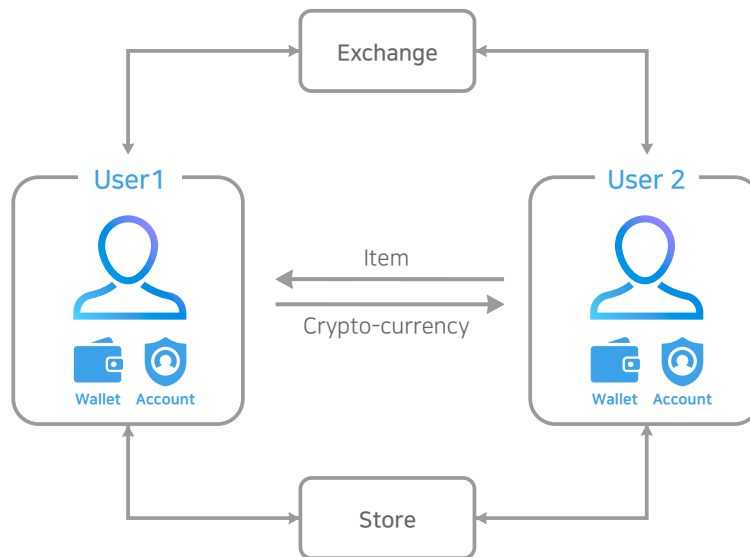 Exchange
User1
User 2
Item
Crypto-currency
Wallet Account
Wallet Account
Store